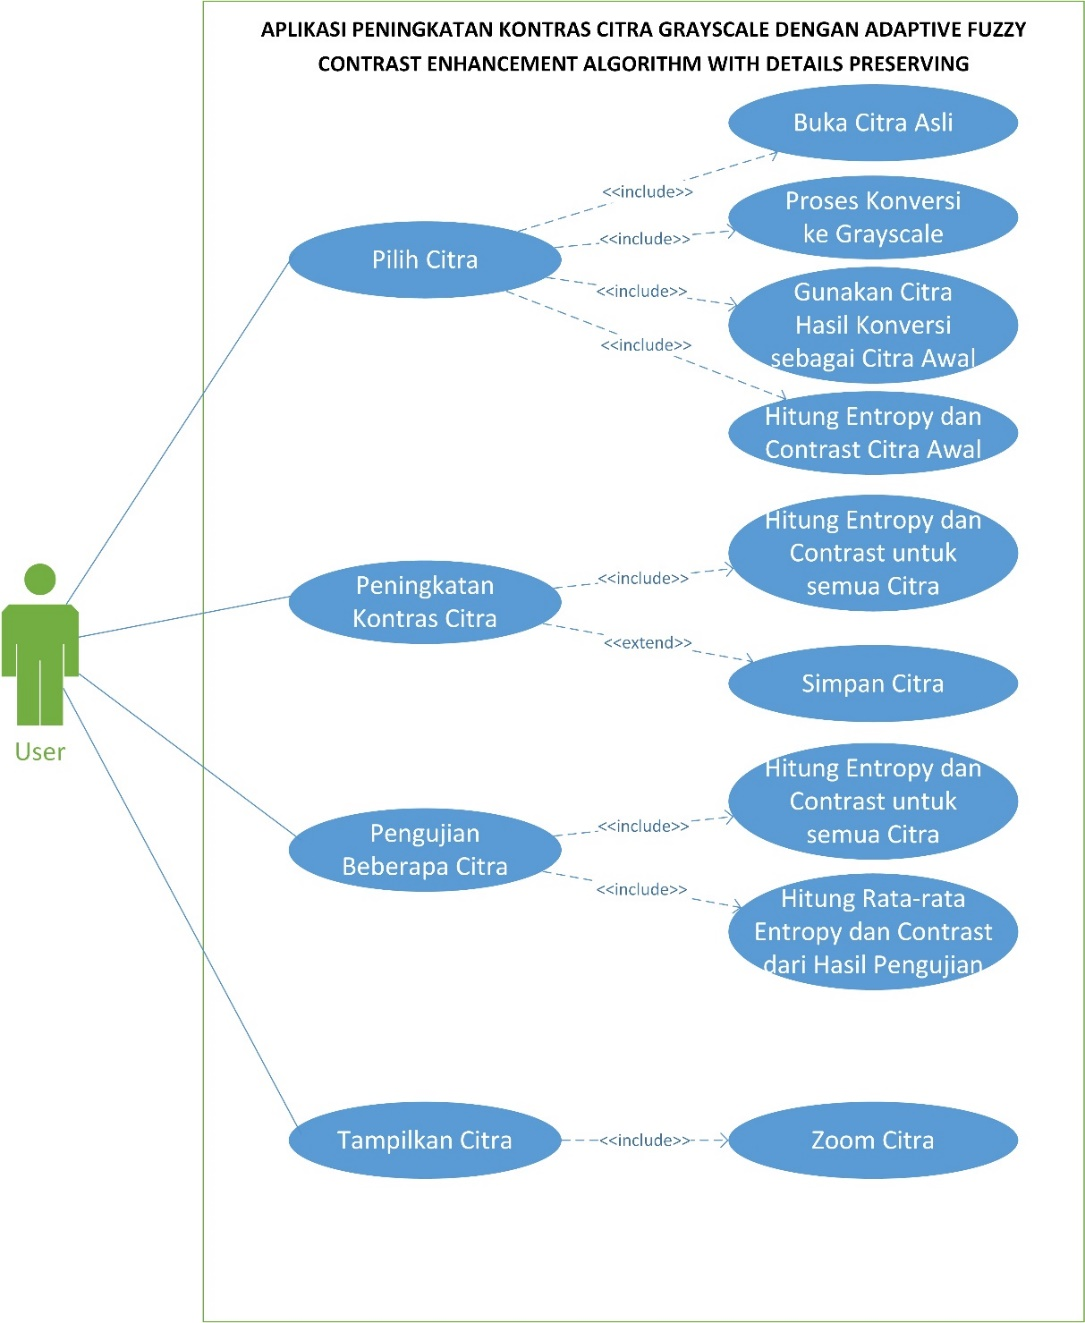 APLIKASI PENINGKATAN KONTRAS CITRA GRAYSCALE DENGAN ADAPTIVE FUZZY
CONTRAST ENHANCEMENT ALGORITHM WITH DETAILS PRESERVING
Buka Citra Asli
<<include>>
Proses Konversi
ke Grayscale
<<include>>
Pilih Citra
Gunakan Citra
Hasil Konversi
sebagai Citra Awal
<<include>>
<<include>>
Hitung Entropy dan
Contrast Citra Awal
Hitung Entropy dan
Contrast untuk
semua Citra
<<include>>
Peningkatan
Kontras Citra
<<extend>>
Simpan Citra
User
Hitung Entropy dan
Contrast untuk
semua Citra
<<include>>
Pengujian
Beberapa Citra
<<include>>
Hitung Rata-rata
Entropy dan Contrast
dari Hasil Pengujian
Tampilkan Citra
<<include>>
Zoom Citra